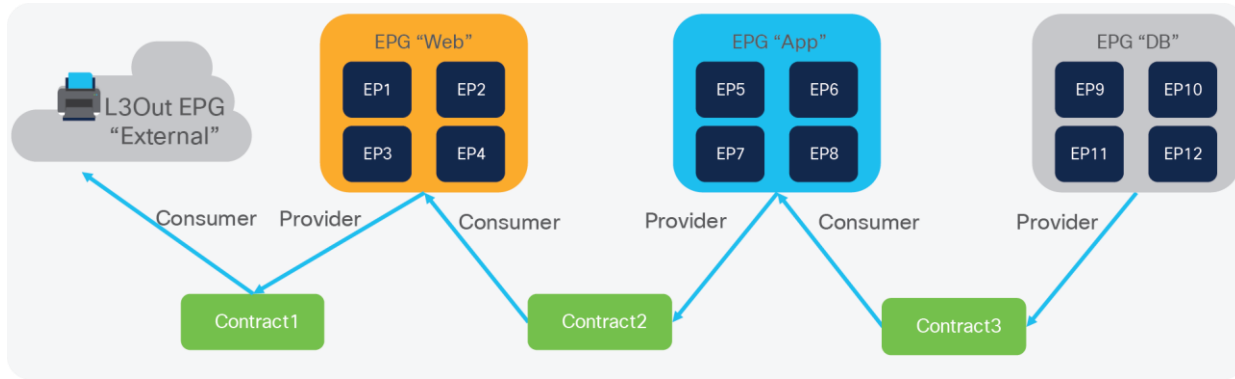 L3Out EPG
“External”
EPG “Web”
EP1
EP2
EP3
EP4
EPG “App”
EP5
EP6
EP7
EP8
EPG “DB”
EP9
EP10
EP11
EP12
Consumer
Provider
Consumer
Provider
Consumer
Provider
Contract1
Contract2
Contract3